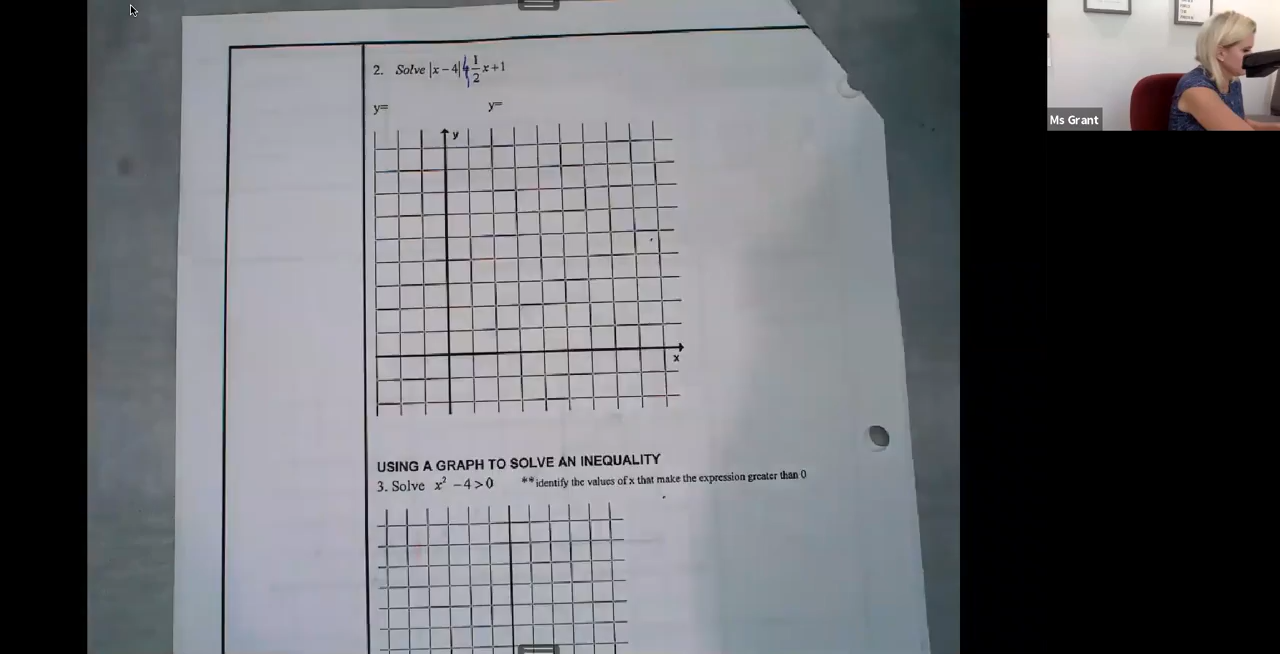 2. Solve |x − 4| = 1/2 x + 1
y=
y=
y
x
USING A GRAPH TO SOLVE AN INEQUALITY
3. Solve x² − 4 > 0 **identify the values of x that make the expression greater than 0
Ms Grant